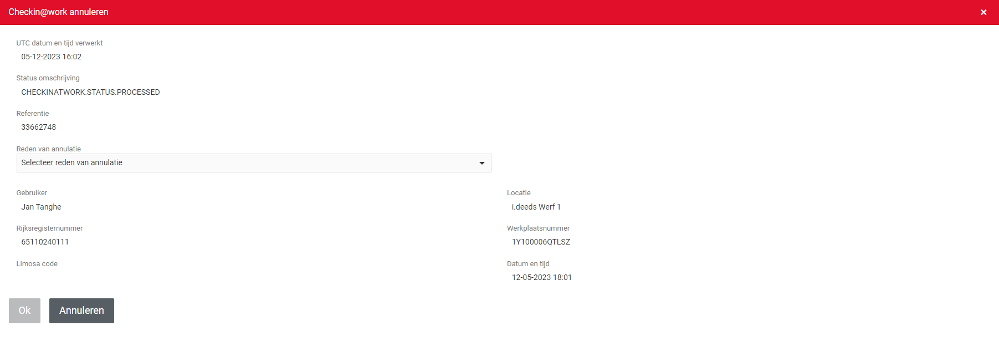 Checkin@work annuleren
UTC datum en tijd verwerkt
05-12-2023 16:02
Status omschrijving
CHECKINATWORK.STATUS.PROCESSED
Referentie
33662748
Reden van annulatie
Selecteer reden van annulatie
Gebruiker
Jan Tanghe
Rijksregisternummer
65110240111
Limosa code
Locatie
i.deeds Werf 1
Werkplaatsnummer
1Y100006QTLSZ
Datum en tijd
12-05-2023 18:01
Ok
Annuleren